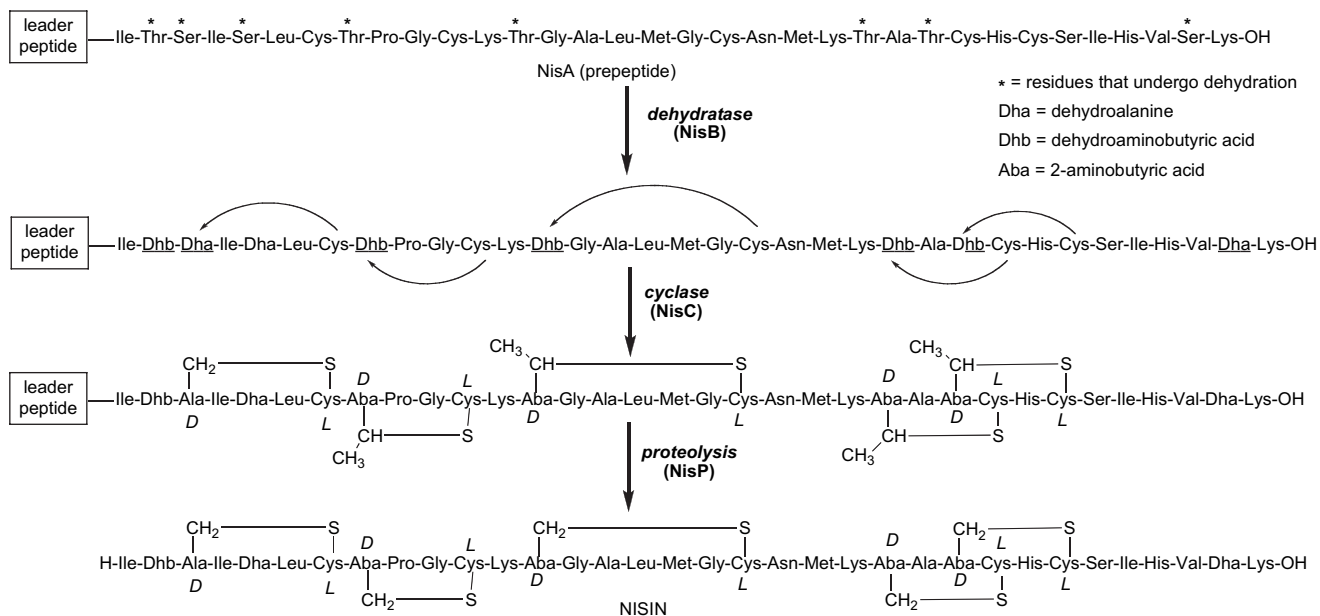 * * * * * * * *
leader
peptide
Ile-Thr-Ser-Ile-Ser-Leu-Cys-Thr-Pro-Gly-Cys-Lys-Thr-Gly-Ala-Leu-Met-Gly-Cys-Asn-Met-Lys-Thr-Ala-Thr-Cys-His-Cys-Ser-Ile-His-Val-Ser-Lys-OH
NisA (prepeptide)
* = residues that undergo dehydration
Dha = dehydroalanine
Dhb = dehydroaminobutyric acid
Aba = 2-aminobutyric acid
dehydratase
(NisB)
leader
peptide
Ile-Dhb-Dha-Ile-Dha-Leu-Cys-Dhb-Pro-Gly-Cys-Lys-Dhb-Gly-Ala-Leu-Met-Gly-Cys-Asn-Met-Lys-Dhb-Ala-Dhb-Cys-His-Cys-Ser-Ile-His-Val-Dha-Lys-OH
cyclase
(NisC)
CH3 CH3
CH2 S CH S CH S
D L D L
leader
peptide
Ile-Dhb-Ala-Ile-Dha-Leu-Cys-Aba-Pro-Gly-Cys-Lys-Aba-Gly-Ala-Leu-Met-Gly-Cys-Asn-Met-Lys-Aba-Ala-Aba-Cys-His-Cys-Ser-Ile-His-Val-Dha-Lys-OH
D L D L D L
CH S CH S
CH3 CH3
proteolysis
(NisP)
CH2 S CH2 S CH2 S
D L D L
H-Ile-Dhb-Ala-Ile-Dha-Leu-Cys-Aba-Pro-Gly-Cys-Lys-Aba-Gly-Ala-Leu-Met-Gly-Cys-Asn-Met-Lys-Aba-Ala-Aba-Cys-His-Cys-Ser-Ile-His-Val-Dha-Lys-OH
D L D L D L
CH2 S CH2 S
NISIN